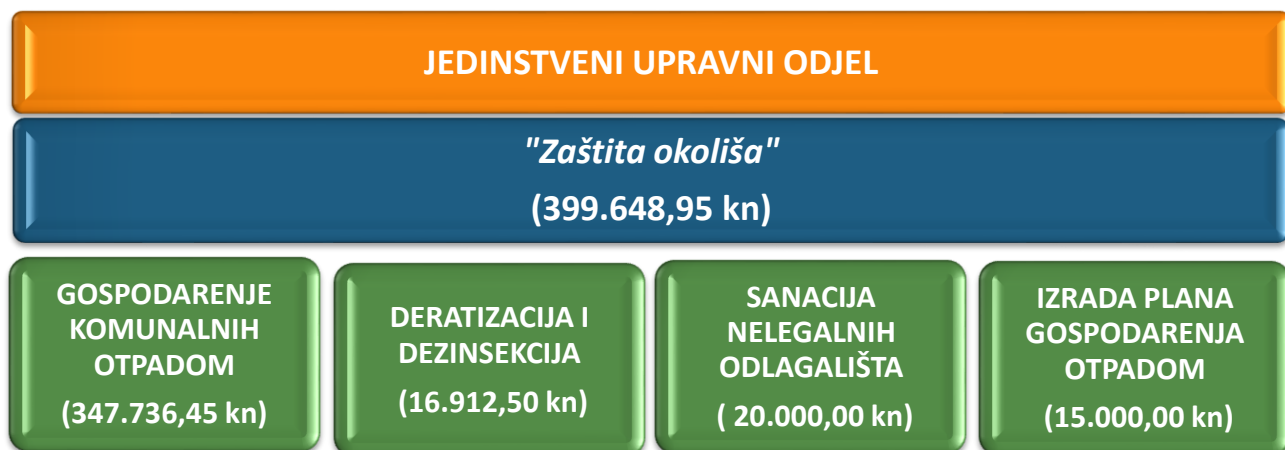 JEDINSTVENI UPRAVNI ODJEL
"Zaštita okoliša"
(399.648,95 kn)
GOSPODARENJE
KOMUNALNIH
OTPADOM
(347.736,45 kn)
DERATIZACIJA I
DEZINSEKCIJA
(16.912,50 kn)
SANACIJA
NELEGALNIH
ODLAGALIŠTA
( 20.000,00 kn)
IZRADA PLANA
GOSPODARENJA
OTPADOM
(15.000,00 kn)